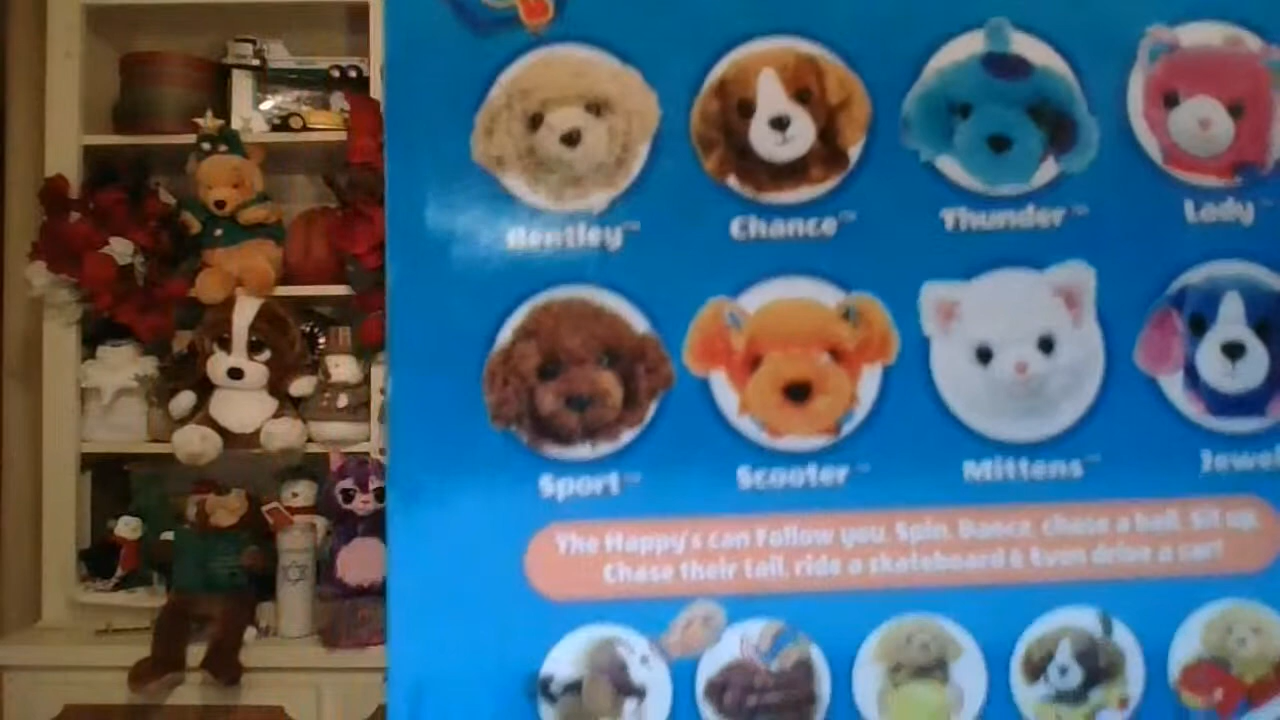 Bentley™ Chance™ Thunder™ Lady™
Sport™ Scooter™ Mittens™ Jewel
The Happy's can Follow you, Spin, Dance, chase a ball, Sit up,
Chase their tail, ride a skateboard & Even drive a car!